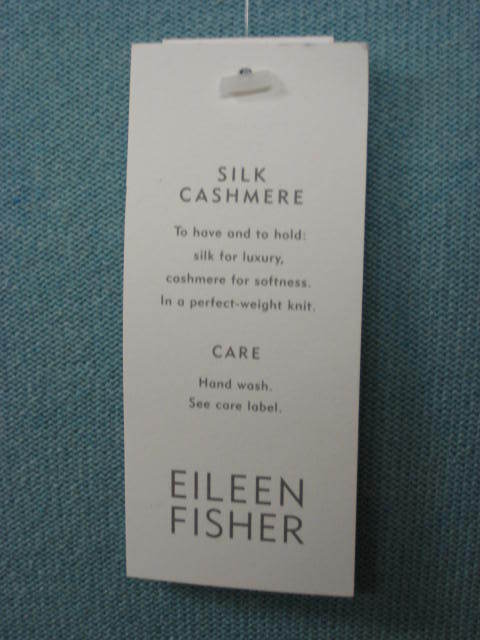 SILK
CASHMERE
To have and to hold:
silk for luxury,
cashmere for softness.
In a perfect-weight knit.
CARE
Hand wash.
See care label.
EILEEN
FISHER